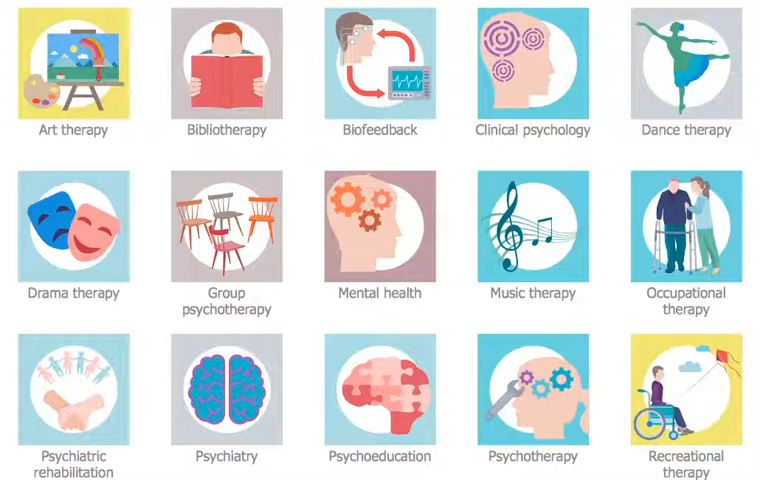 Art therapy
Bibliotherapy
Biofeedback
Clinical psychology
Dance therapy
Drama therapy
Group
psychotherapy
Mental health
Music therapy
Occupational
therapy
Psychiatric
rehabilitation
Psychiatry
Psychoeducation
Psychotherapy
Recreational
therapy